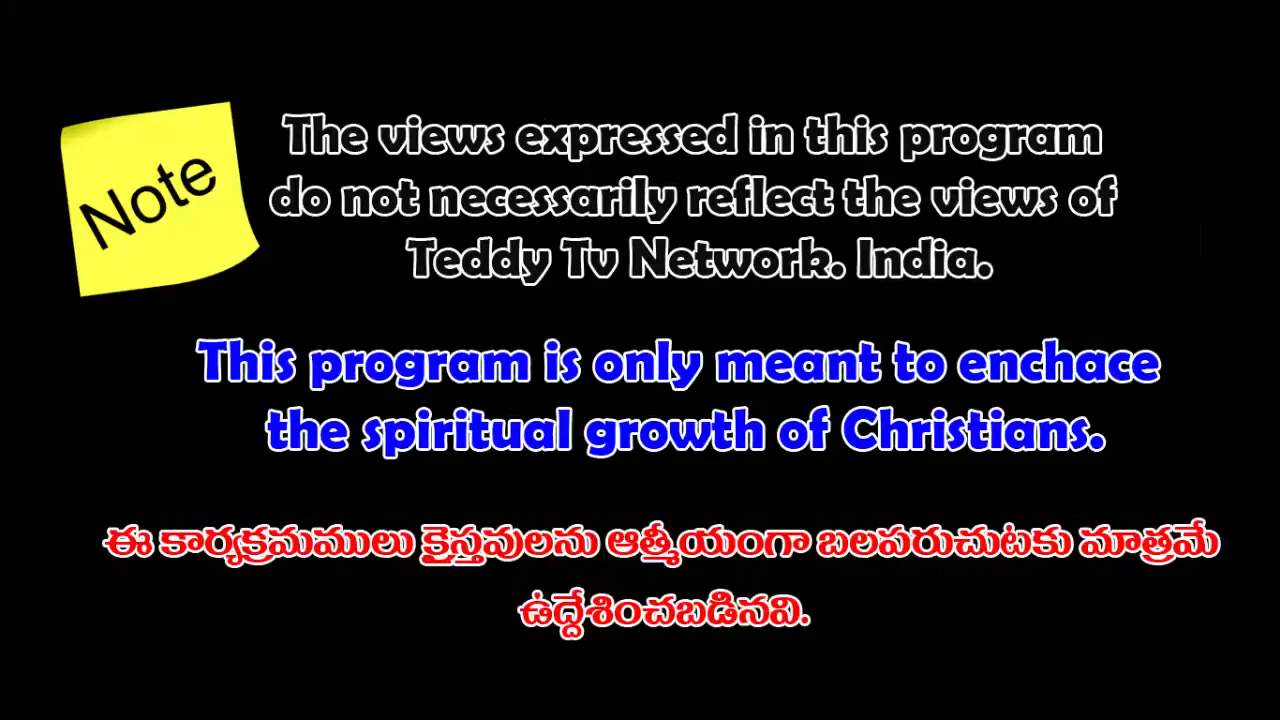 Note
The views expressed in this program
do not necessarily reflect the views of
Teddy Tv Network. India.
This program is only meant to enchace
the spiritual growth of Christians.
ఈ కార్యక్రమములు క్రైస్తవులను ఆత్మీయంగా బలపరుచుటకు మాత్రమే
ఉద్దేశించబడినవి.